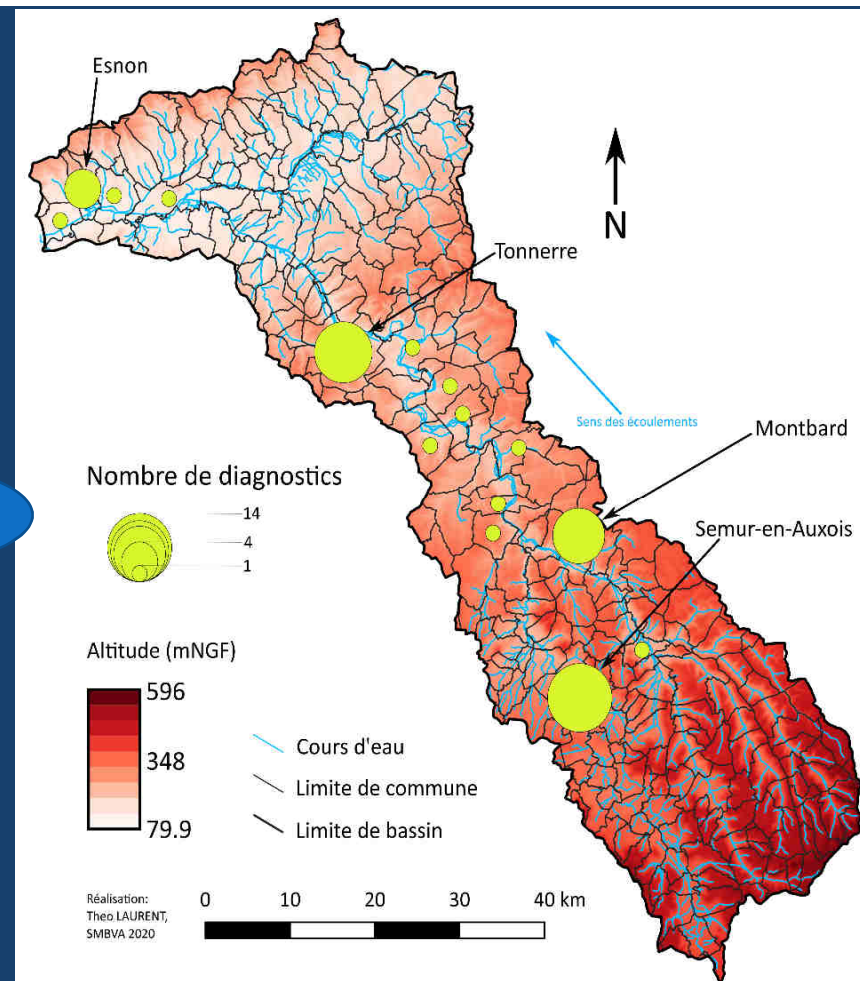 Esnon
N
Tonnerre
Sens des écoulements
Montbard
Semur-en-Auxois
Nombre de diagnostics
14
4
1
Altitude (mNGF)
596
348
79.9
Cours d'eau
Limite de commune
Limite de bassin
Réalisation:
Theo LAURENT,
SMBVA 2020
0 10 20 30 40 km